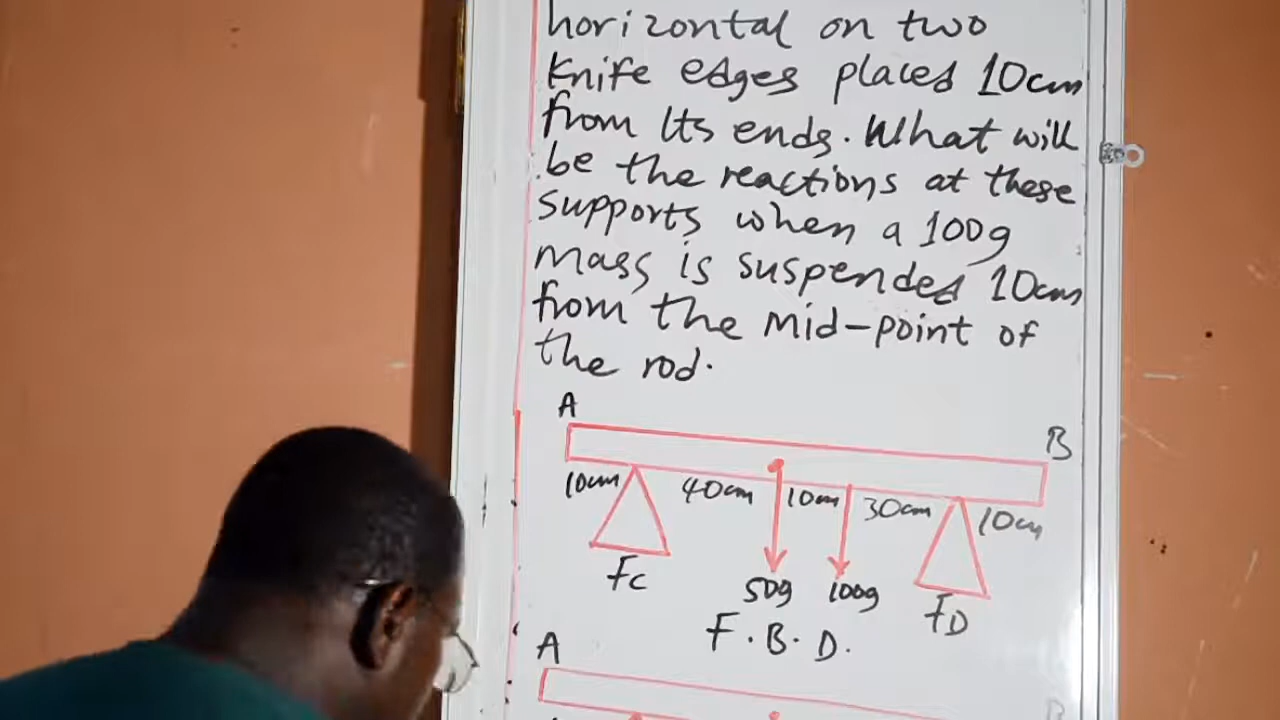 horizontal on two
Knife edges places 10cm
from Its ends. What will
be the reactions at these
supports when a 100g
mass is suspended 10cm
from the mid-point of
the rod.
A
B
10cm 40cm 10cm 30cm 10cm
Fc 50g 100g FD
F.B.D.
A
B